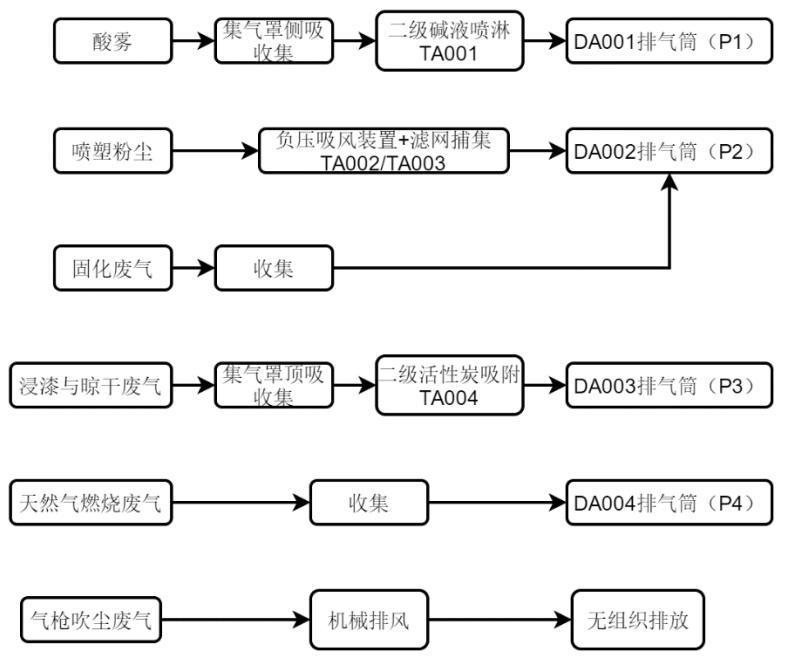 酸雾
集气罩侧吸
收集
二级碱液喷淋
TA001
DA001排气筒（P1）
喷塑粉尘
负压吸风装置+滤网捕集
TA002/TA003
DA002排气筒（P2）
固化废气
收集
浸漆与晾干废气
集气罩顶吸
收集
二级活性炭吸附
TA004
DA003排气筒（P3）
天然气燃烧废气
收集
DA004排气筒（P4）
气枪吹尘废气
机械排风
无组织排放